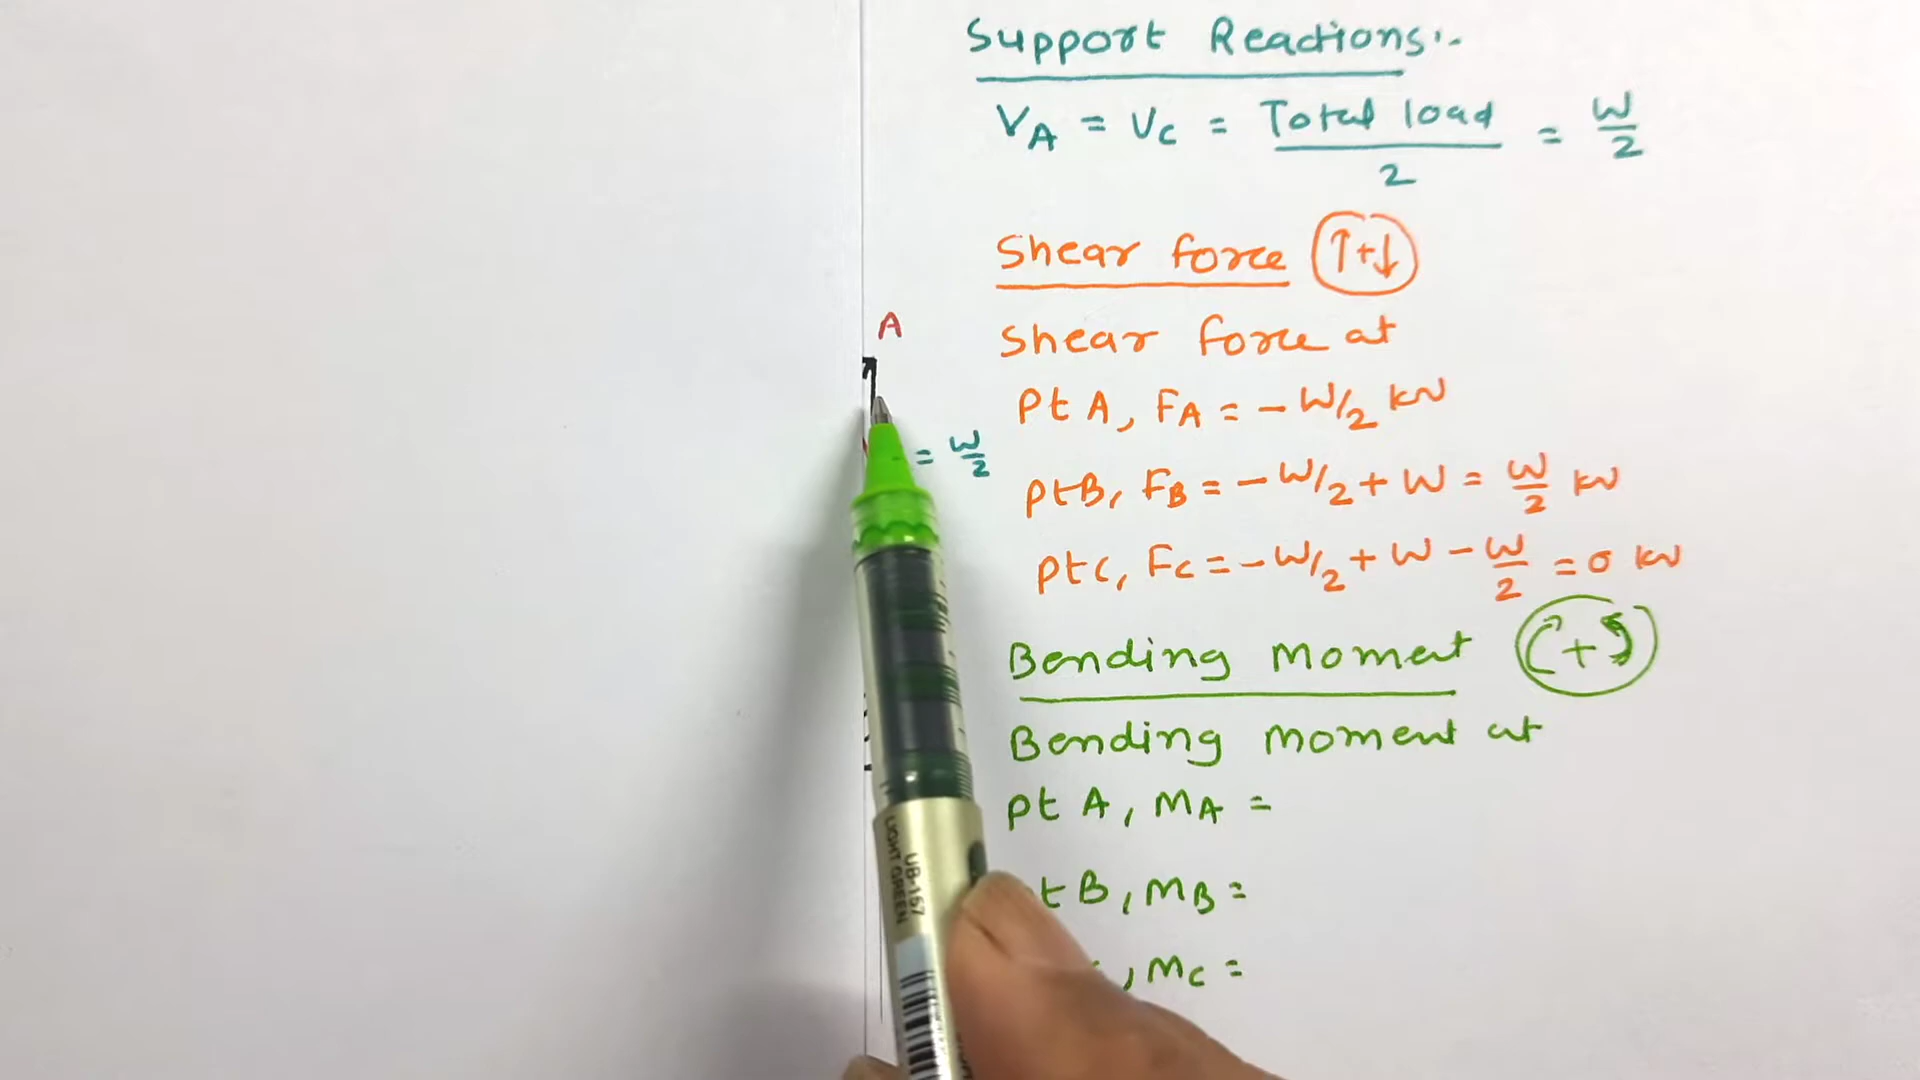 Support Reactions:-
VA = VC = Total load / 2 = W/2
Shear force ↑+↓
Shear force at
A
Pt A, FA = - W/2 kN
= W/2
Pt B, FB = - W/2 + W = W/2 kN
Pt C, FC = - W/2 + W - W/2 = 0 kN
Bending Moment (+)
Bending moment at
pt A, MA =
t B, MB =
, MC =
LIGHT GREEN
UB-157